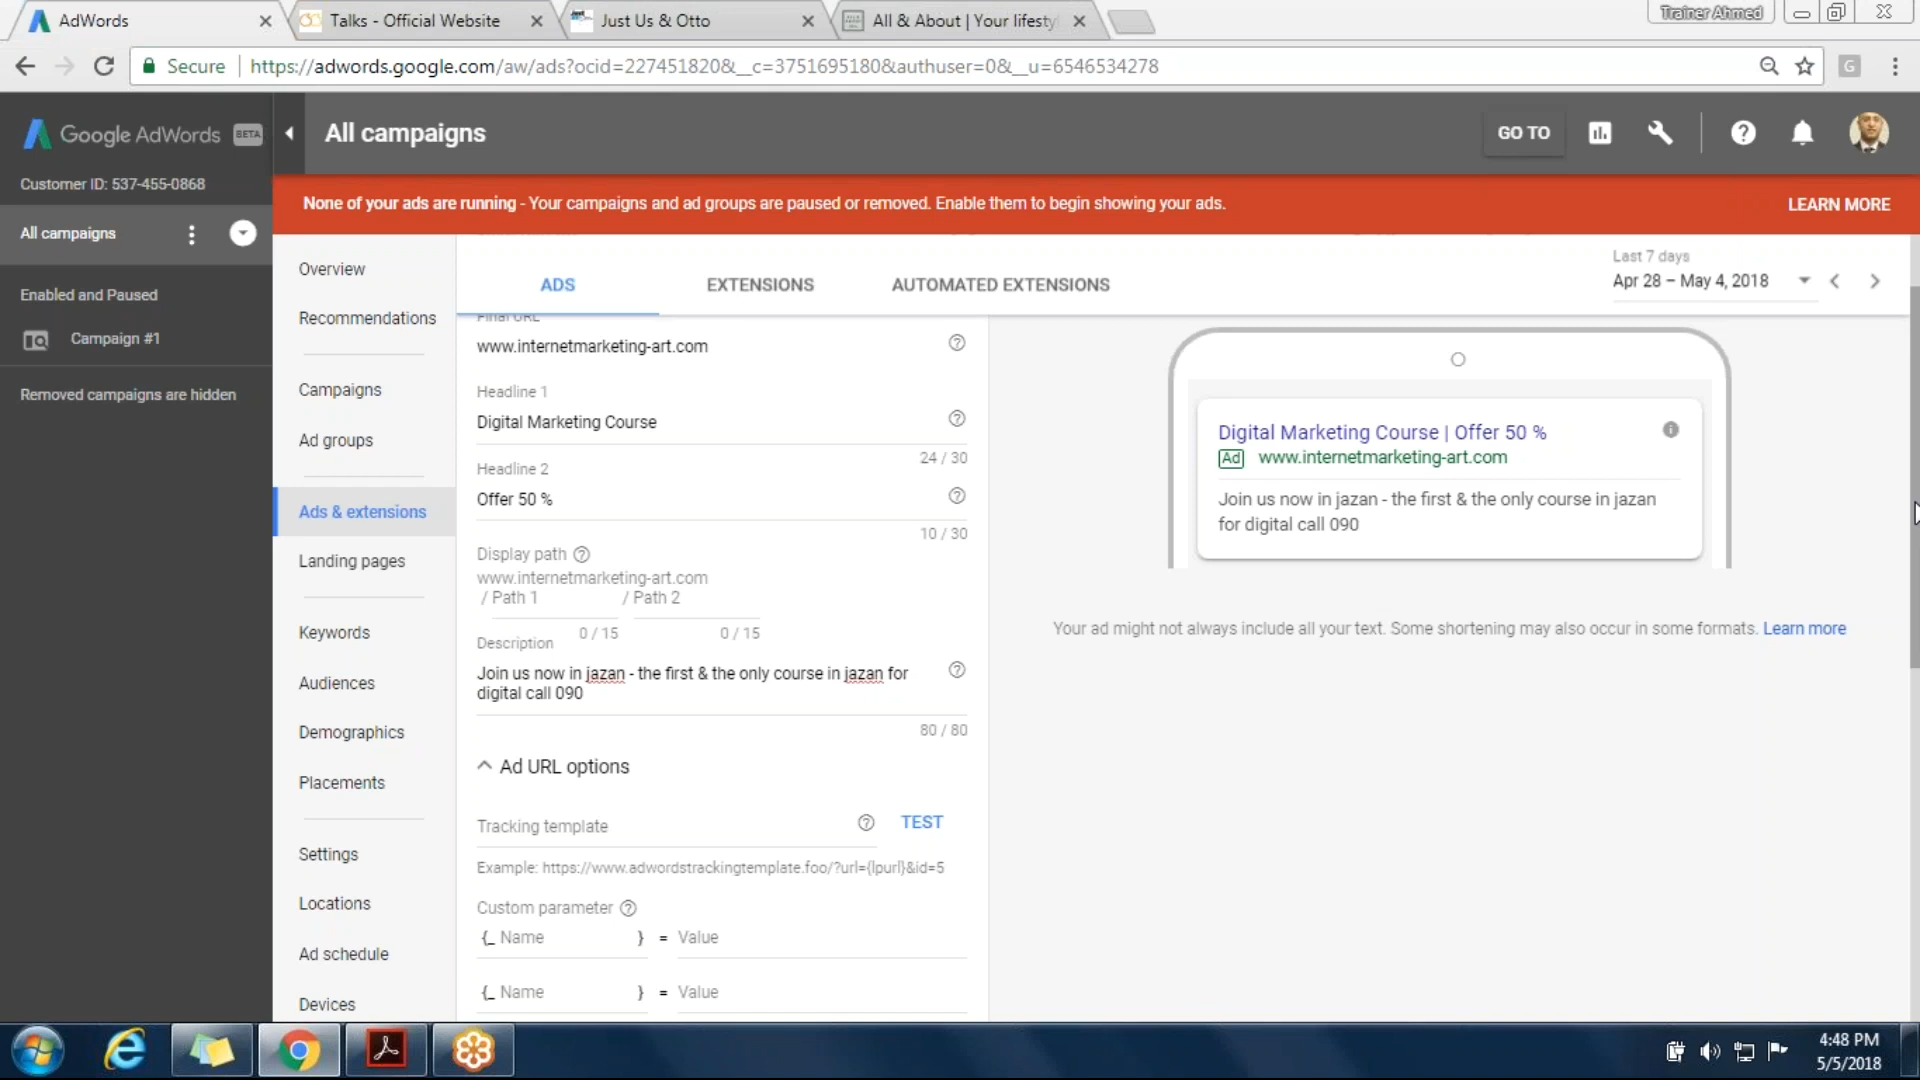 AdWords
Talks - Official Website
Just Us & Otto
All & About | Your lifesty
Trainer Ahmed
Secure
https://adwords.google.com/aw/ads?ocid=227451820&__c=3751695180&authuser=0&__u=6546534278
G
Google AdWords BETA
All campaigns
GO TO
Customer ID: 537-455-0868
None of your ads are running - Your campaigns and ad groups are paused or removed. Enable them to begin showing your ads.
LEARN MORE
All campaigns
Enabled and Paused
Campaign #1
Removed campaigns are hidden
Overview
Recommendations
Campaigns
Ad groups
Ads & extensions
Landing pages
Keywords
Audiences
Demographics
Placements
Settings
Locations
Ad schedule
Devices
ADS
EXTENSIONS
AUTOMATED EXTENSIONS
Last 7 days
Apr 28 – May 4, 2018
Final URL
www.internetmarketing-art.com
Headline 1
Digital Marketing Course
24 / 30
Headline 2
Offer 50 %
10 / 30
Display path
www.internetmarketing-art.com
/ Path 1 / Path 2
0 / 15 0 / 15
Description
Join us now in jazan - the first & the only course in jazan for
digital call 090
80 / 80
Ad URL options
Tracking template
TEST
Example: https://www.adwordstrackingtemplate.foo/?url={lpurl}&id=5
Custom parameter
{_ Name } = Value
{_ Name } = Value
Digital Marketing Course | Offer 50 %
Ad www.internetmarketing-art.com
Join us now in jazan - the first & the only course in jazan
for digital call 090
Your ad might not always include all your text. Some shortening may also occur in some formats. Learn more
4:48 PM
5/5/2018